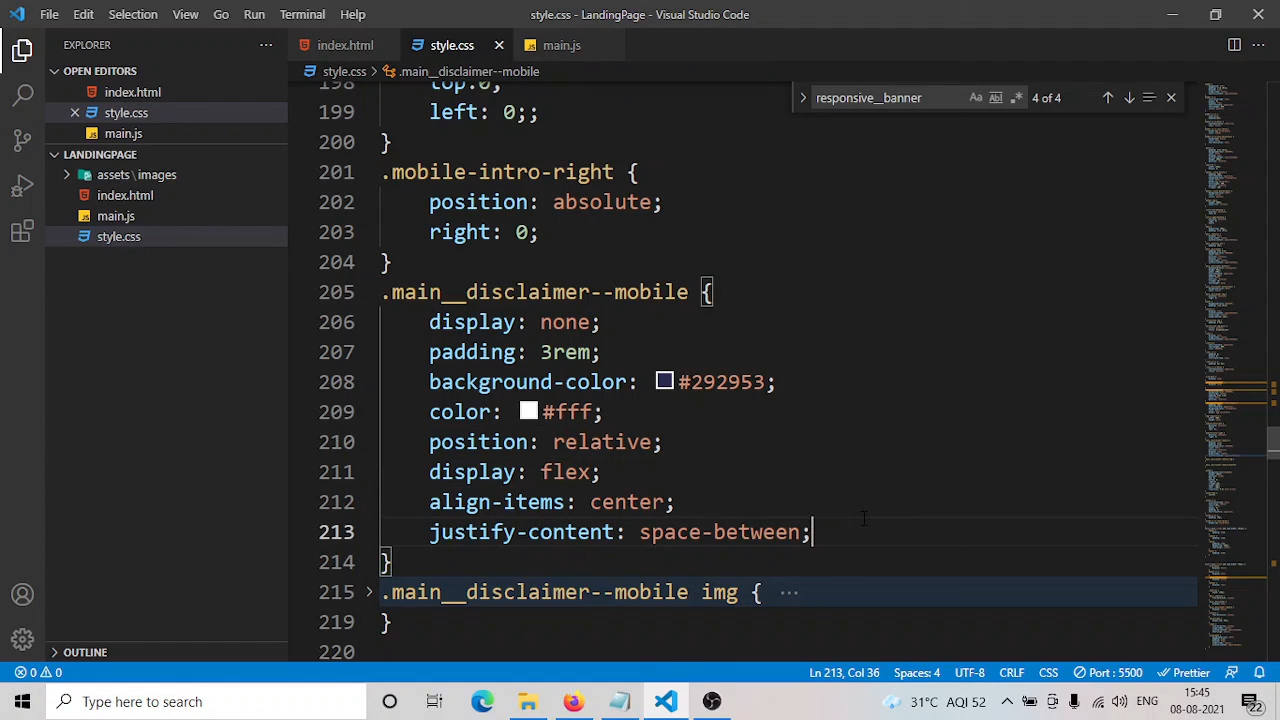 File Edit Selection View Go Run Terminal Help style.css - LandingPage - Visual Studio Code
EXPLORER
index.html
style.css
main.js
OPEN EDITORS
index.html
style.css
main.js
LANDINGPAGE
assets\images
index.html
main.js
style.css
OUTLINE
style.css > .main__disclaimer--mobile
responsive_banner
4 of 4
198 top:0;
199 left: 0;;
200 }
201 .mobile-intro-right {
202 position: absolute;
203 right: 0;
204 }
205 .main__disclaimer--mobile {
206 display: none;
207 padding: 3rem;
208 background-color: #292953;
209 color: #fff;
210 position: relative;
211 display: flex;
212 align-items: center;
213 justify-content: space-between;
214 }
215 .main__disclaimer--mobile img { ...
219 }
220
0 0 Ln 213, Col 36 Spaces: 4 UTF-8 CRLF CSS Port : 5500 Prettier
Type here to search
31°C AQI 52
15:45
08-08-2021
22